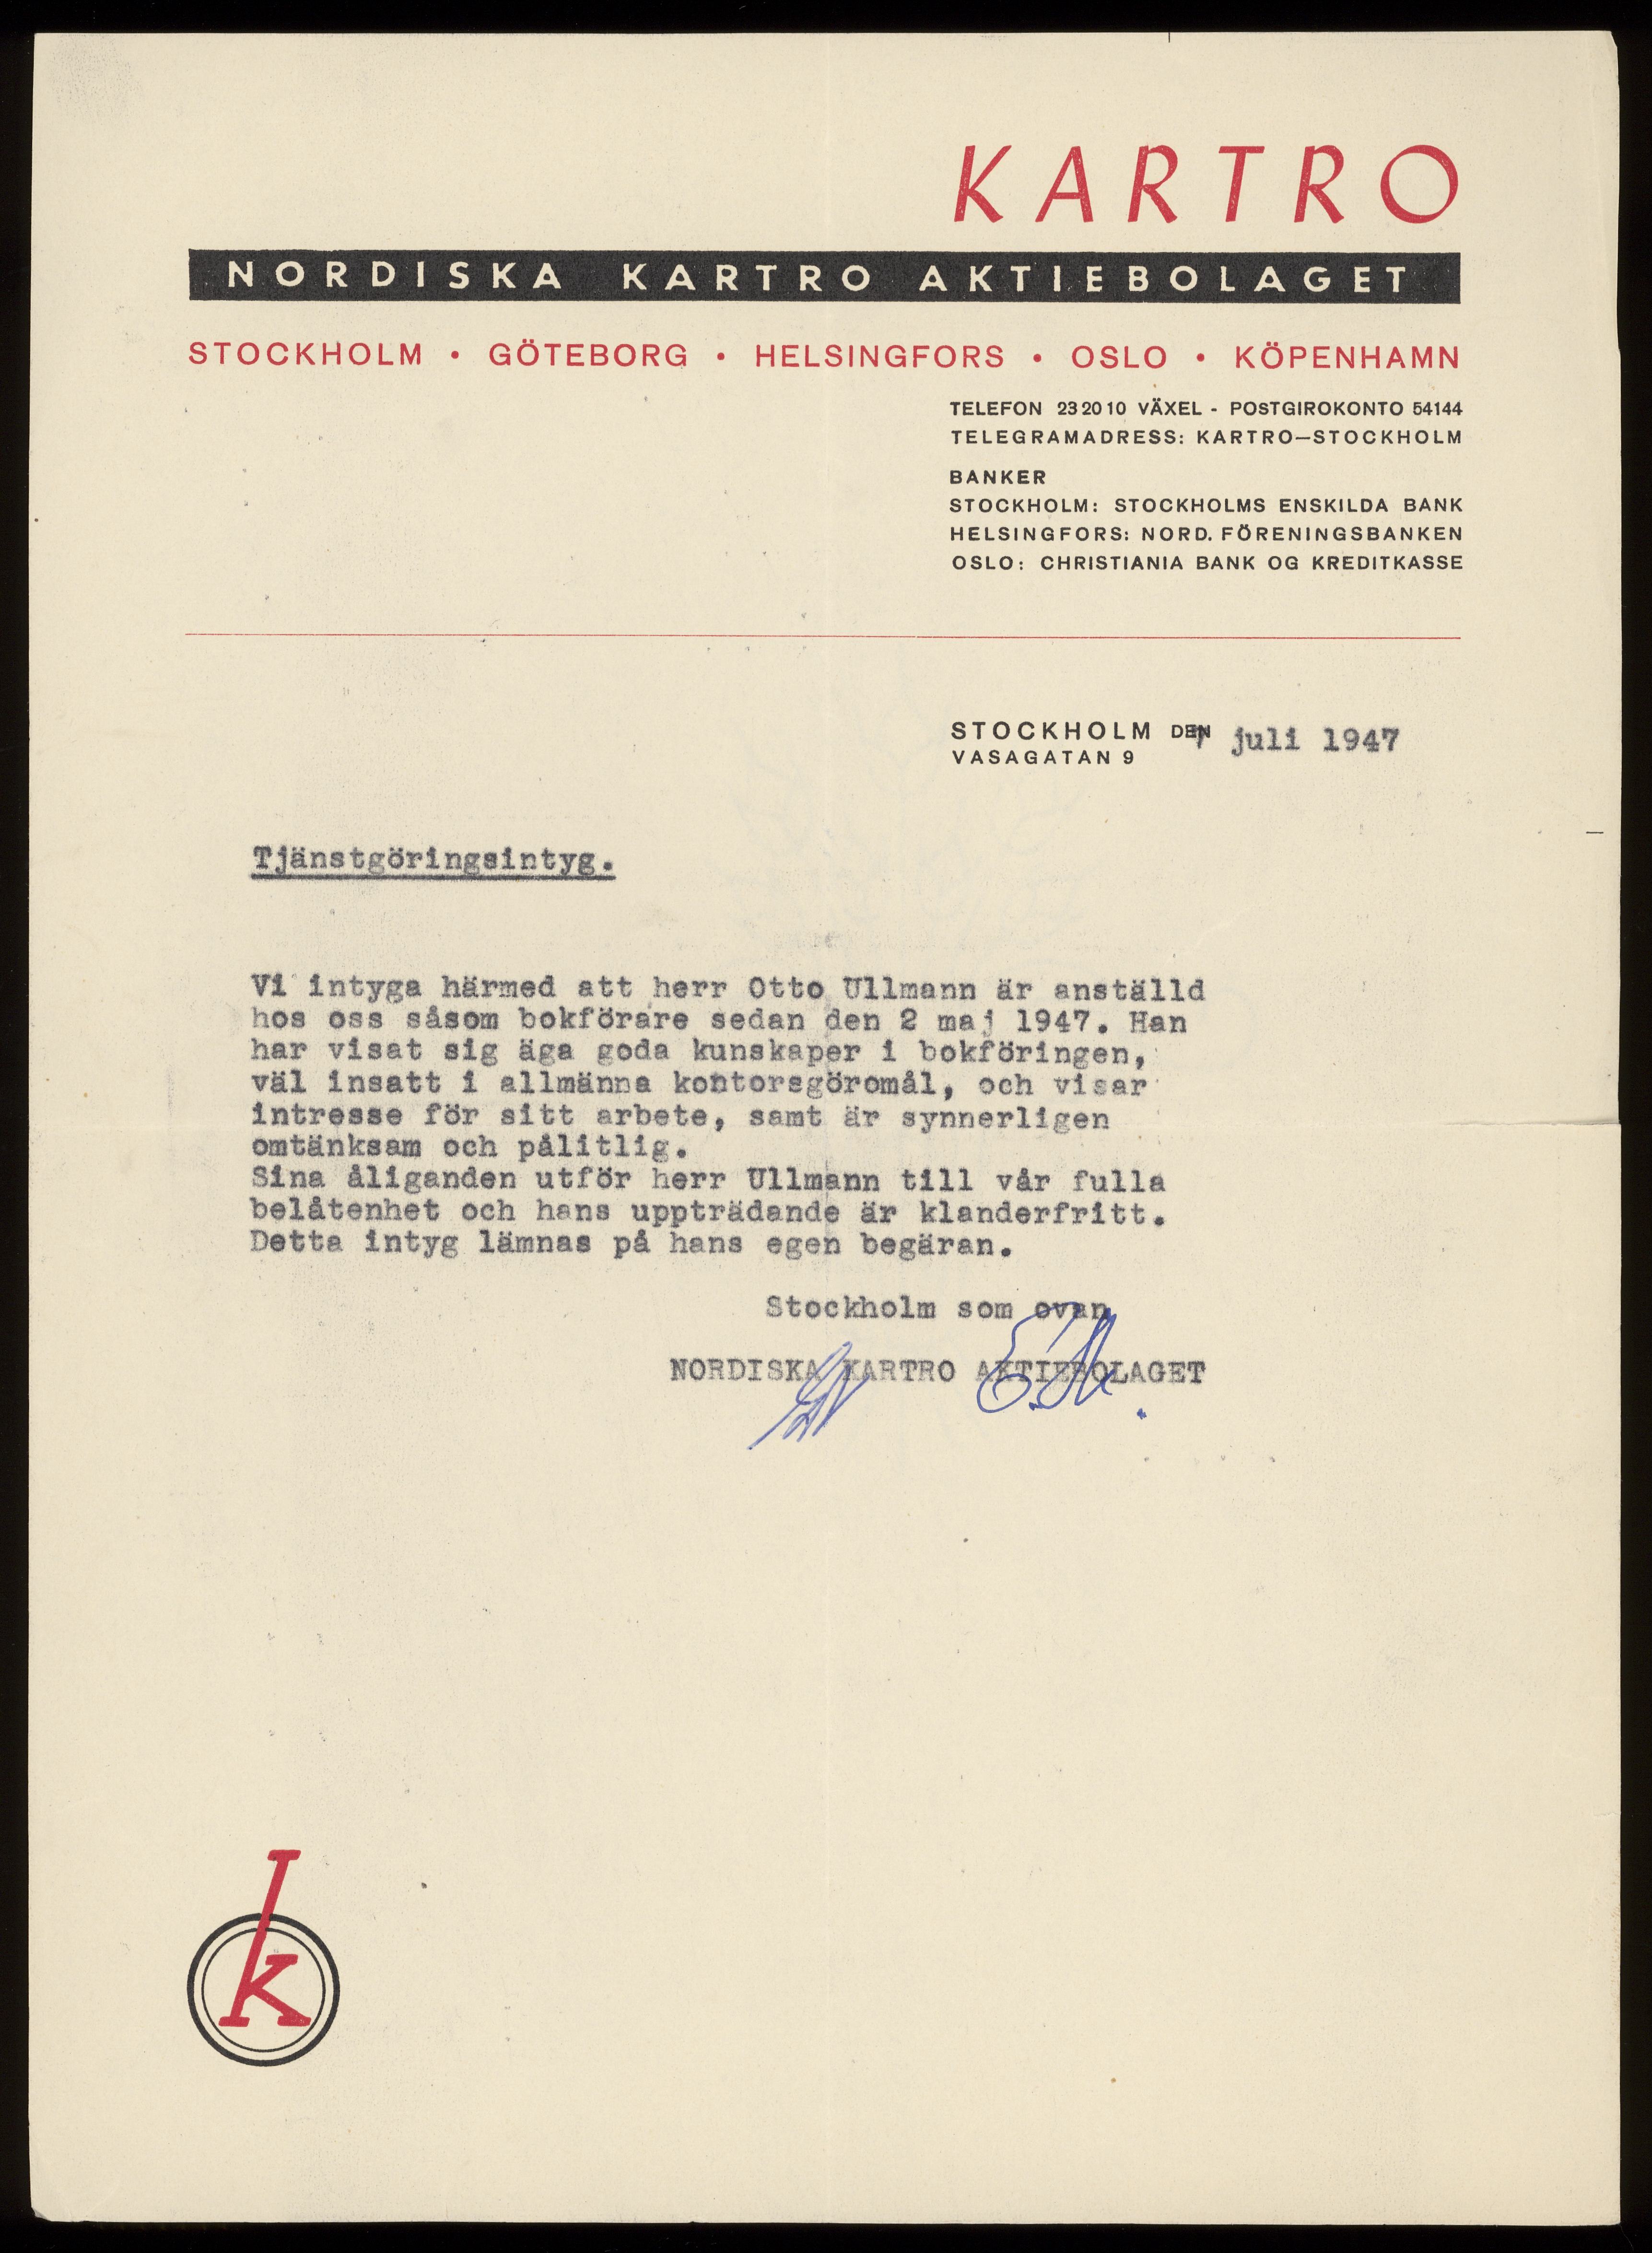 KARTRO
NORDISKA KARTRO AKTIEBOLAGET
STOCKHOLM • GÖTEBORG • HELSINGFORS • OSLO • KÖPENHAMN
TELEFON 23 20 10 VÄXEL - POSTGIROKONTO 54144
TELEGRAMADRESS: KARTRO—STOCKHOLM
BANKER
STOCKHOLM: STOCKHOLMS ENSKILDA BANK
HELSINGFORS: NORD. FÖRENINGSBANKEN
OSLO: CHRISTIANIA BANK OG KREDITKASSE
STOCKHOLM DEN 7 juli 1947
VASAGATAN 9
Tjänstgöringsintyg.
Vi intyga härmed att herr Otto Ullmann är anställd
hos oss såsom bokförare sedan den 2 maj 1947. Han
har visat sig äga goda kunskaper i bokföringen,
väl insatt i allmänna kontorsgöromål, och visar
intresse för sitt arbete, samt är synnerligen
omtänksam och pålitlig.
Sina åliganden utför herr Ullmann till vår fulla
belåtenhet och hans uppträdande är klanderfritt.
Detta intyg lämnas på hans egen begäran.
Stockholm som ovan
NORDISKA KARTRO AKTIEBOLAGET
k